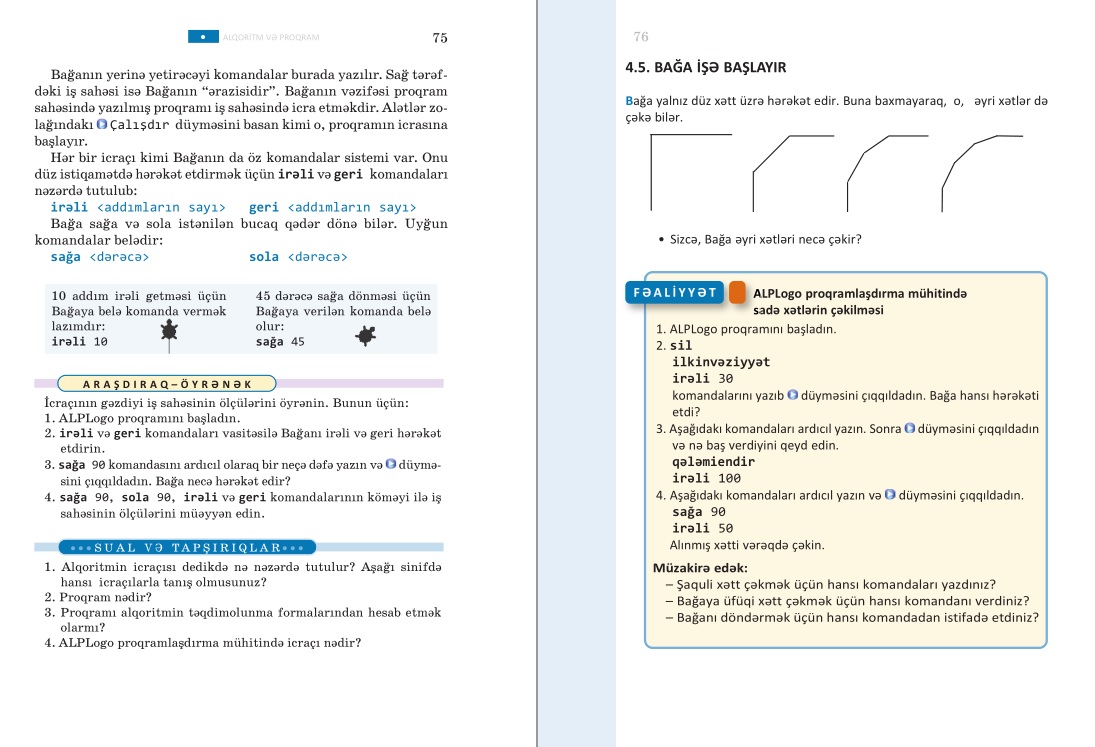 ALQORİTM VƏ PROQRAM
75
Bağanın yerinə yetirəcəyi komandalar burada yazılır. Sağ tərəf-
dəki iş sahəsi isə Bağanın “ərazisidir”. Bağanın vəzifəsi proqram
sahəsində yazılmış proqramı iş sahəsində icra etməkdir. Alətlər zo-
lağındakı Çalışdır düyməsini basan kimi o, proqramın icrasına
başlayır.
Hər bir icraçı kimi Bağanın da öz komandalar sistemi var. Onu
düz istiqamətdə hərəkət etdirmək üçün irəli və geri komandaları
nəzərdə tutulub:
irəli <addımların sayı> geri <addımların sayı>
Bağa sağa və sola istənilən bucaq qədər dönə bilər. Uyğun
komandalar belədir:
sağa <dərəcə> sola <dərəcə>
10 addım irəli getməsi üçün
Bağaya belə komanda vermək
lazımdır:
irəli 10
45 dərəcə sağa dönməsi üçün
Bağaya verilən komanda belə
olur:
sağa 45
ARAŞDIRAQ–ÖYRƏNƏK
İcraçının gəzdiyi iş sahəsinin ölçülərini öyrənin. Bunun üçün:
1. ALPLogo proqramını başladın.
2. irəli və geri komandaları vasitəsilə Bağanı irəli və geri hərəkət
etdirin.
3. sağa 90 komandasını ardıcıl olaraq bir neçə dəfə yazın və düymə-
sini çıqqıldadın. Bağa necə hərəkət edir?
4. sağa 90, sola 90, irəli və geri komandalarının köməyi ilə iş
sahəsinin ölçülərini müəyyən edin.
SUAL VƏ TAPŞIRIQLAR
1. Alqoritmin icraçısı dedikdə nə nəzərdə tutulur? Aşağı sinifdə
hansı icraçılarla tanış olmusunuz?
2. Proqram nədir?
3. Proqramı alqoritmin təqdimolunma formalarından hesab etmək
olarmı?
4. ALPLogo proqramlaşdırma mühitində icraçı nədir?
76
4.5. BAĞA İŞƏ BAŞLAYIR
Bağa yalnız düz xətt üzrə hərəkət edir. Buna baxmayaraq, o, əyri xətlər də
çəkə bilər.
• Sizcə, Bağa əyri xətləri necə çəkir?
FƏALİYYƏT
ALPLogo proqramlaşdırma mühitində
sadə xətlərin çəkilməsi
1. ALPLogo proqramını başladın.
2. sil
ilkinvəziyyət
irəli 30
komandalarını yazıb düyməsini çıqqıldadın. Bağa hansı hərəkəti
etdi?
3. Aşağıdakı komandaları ardıcıl yazın. Sonra düyməsini çıqqıldadın
və nə baş verdiyini qeyd edin.
qələmiendir
irəli 100
4. Aşağıdakı komandaları ardıcıl yazın və düyməsini çıqqıldadın.
sağa 90
irəli 50
Alınmış xətti vərəqdə çəkin.
Müzakirə edək:
– Şaquli xətt çəkmək üçün hansı komandaları yazdınız?
– Bağaya üfüqi xətt çəkmək üçün hansı komandanı verdiniz?
– Bağanı döndərmək üçün hansı komandadan istifadə etdiniz?